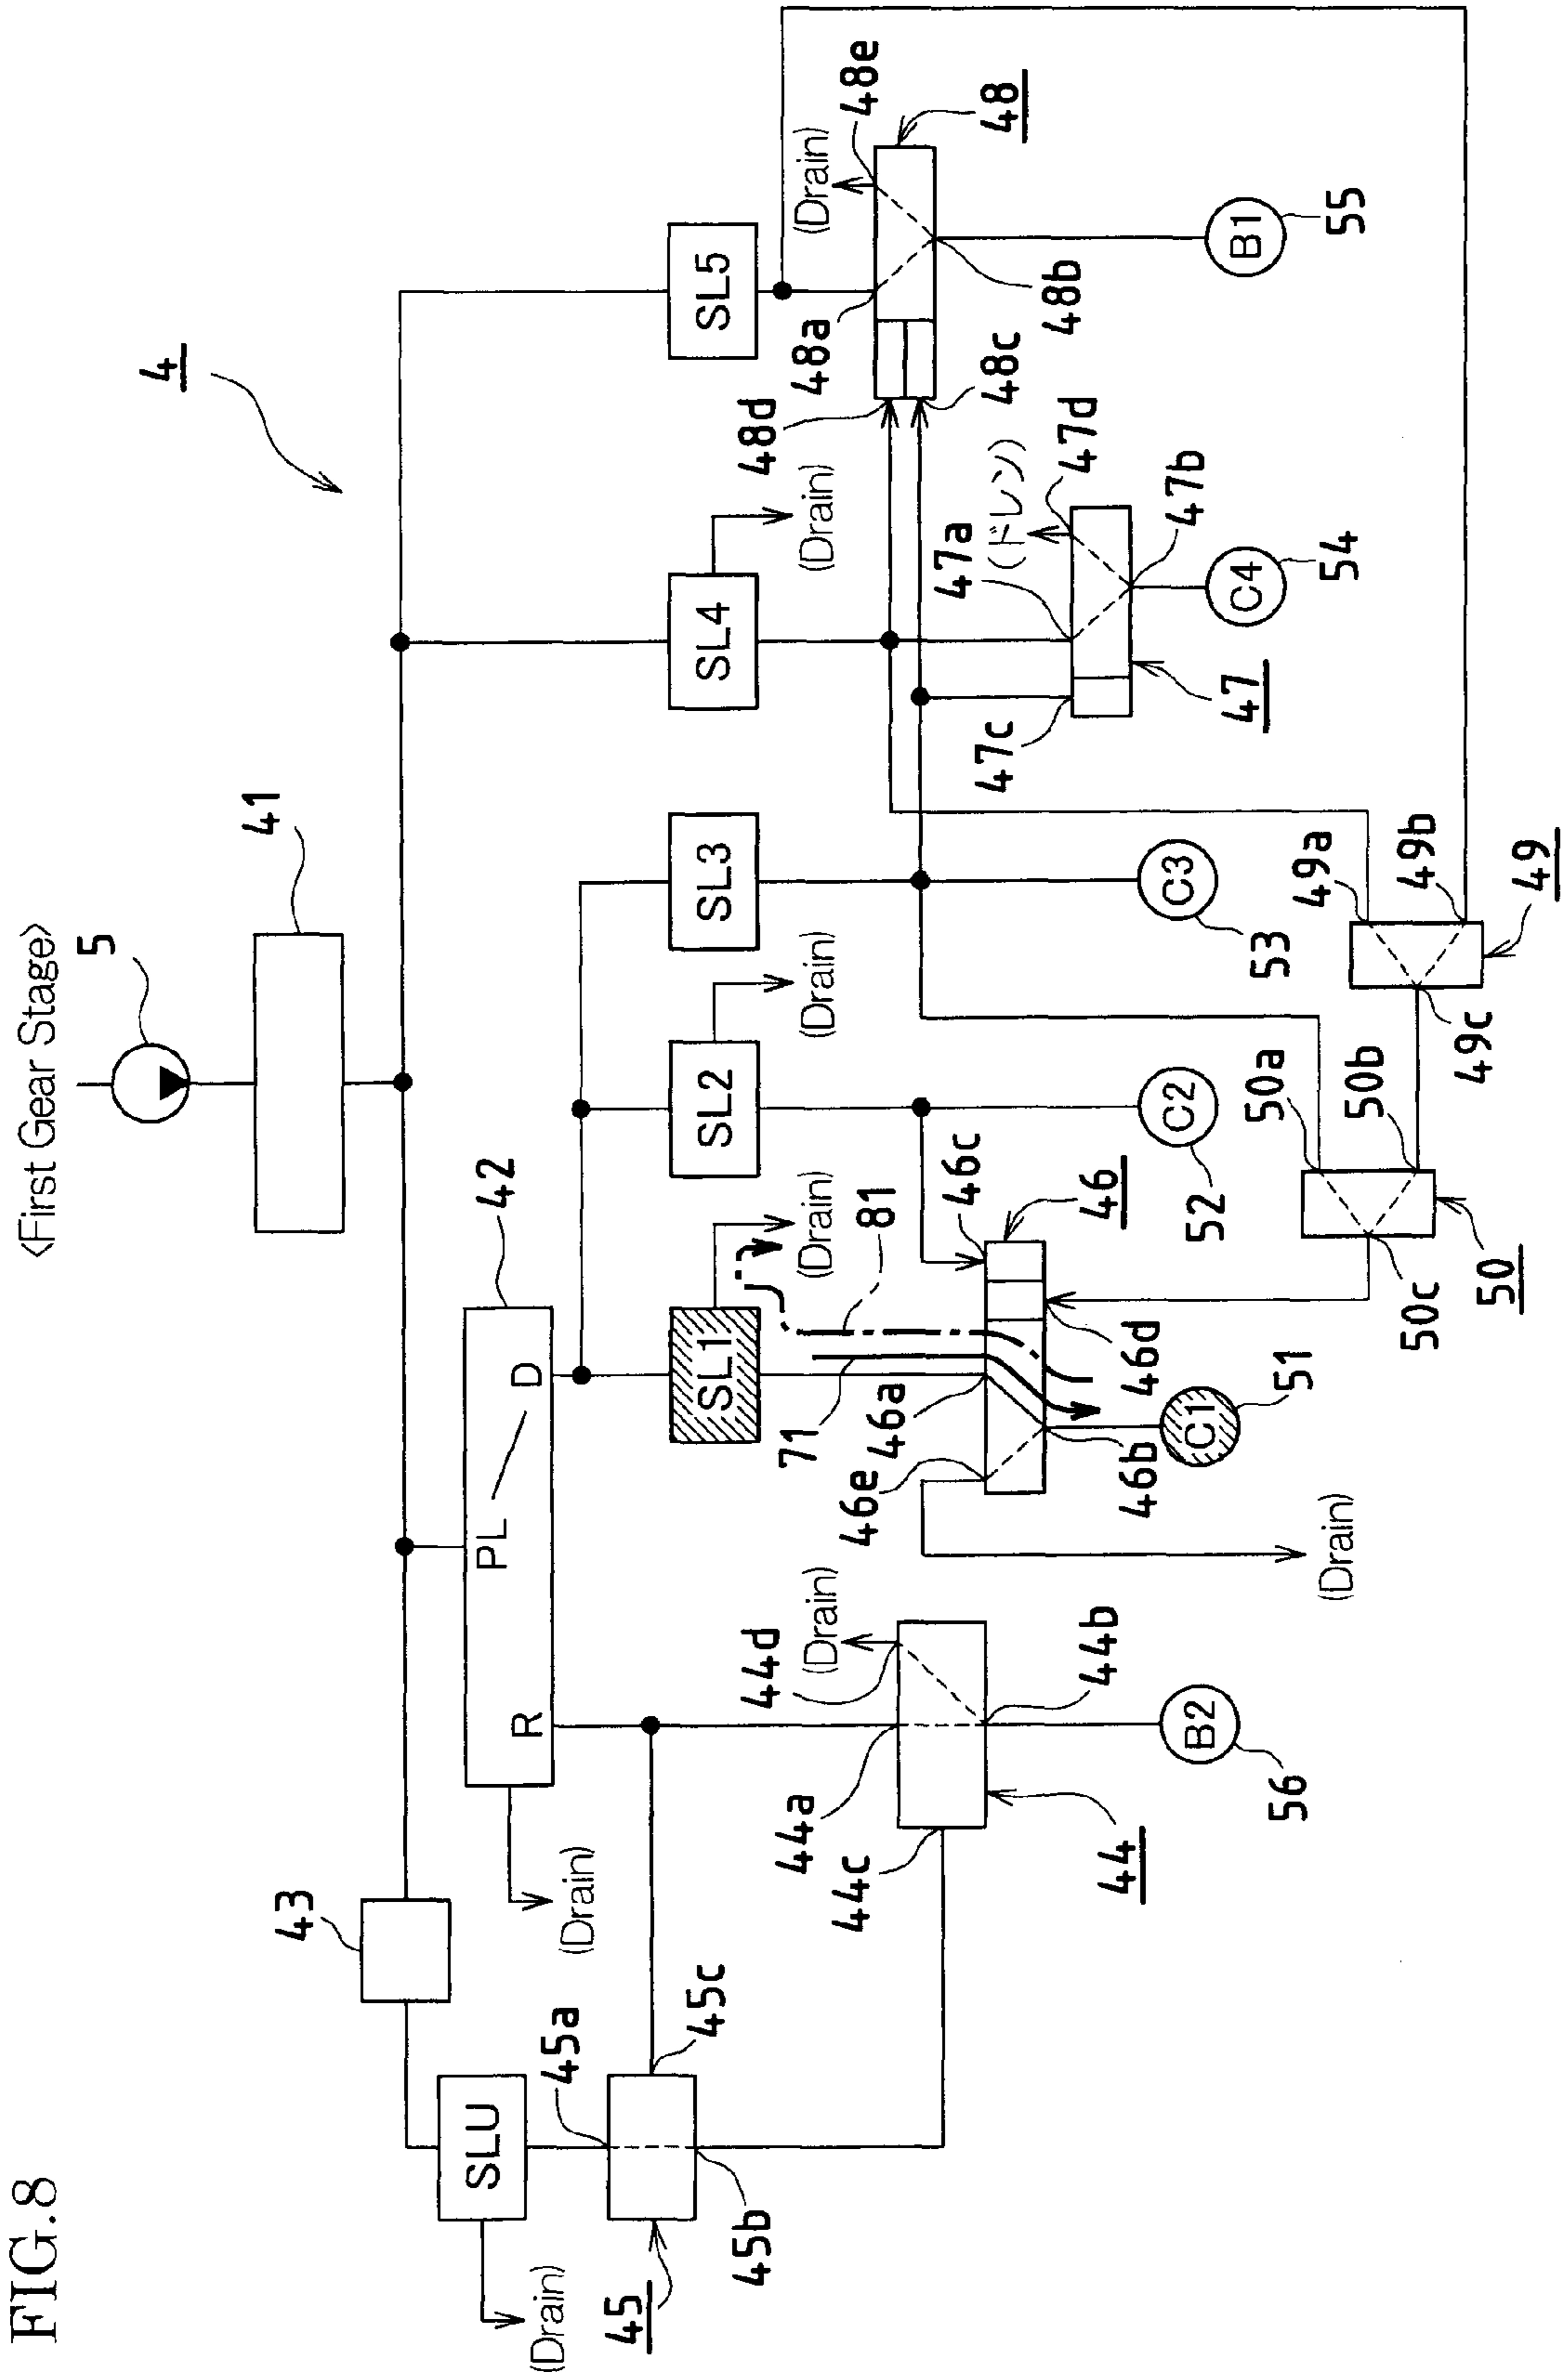 FIG.8
<First Gear Stage>
5
4
41
43
42
PL
R
D
SLU
SL1
SL2
SL3
SL4
SL5
(Drain)
(Drain)
(Drain)
(Drain)
(Drain)
(Drain)
(Drain)
(Drain)
(ドレン)
45a
45c
45b
45
44d
44a
44c
44b
44
71
81
46a
46e
46c
46
46d
46b
(Drain)
47a
47d
47c
47b
47
48e
48a
48d
48c
48b
48
49a
49b
49c
49
50a
50b
50c
50
B2
56
C1
51
C2
52
C3
53
C4
54
B1
55